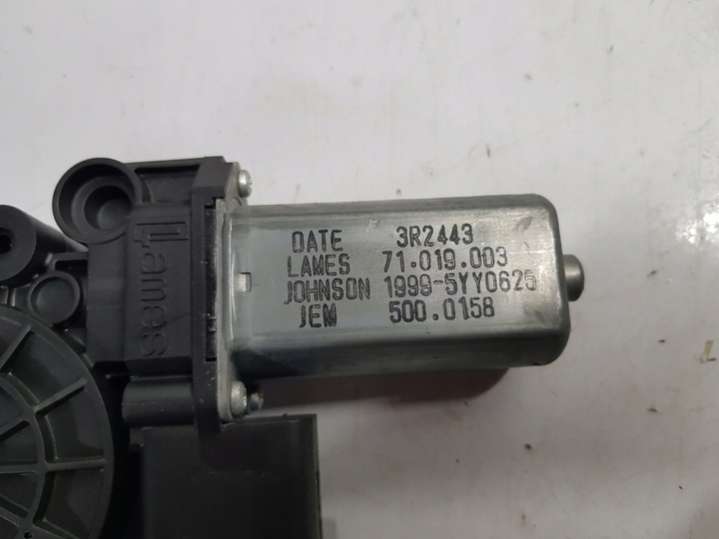 DATE 3R2443
LAMES 71.019.003
JOHNSON 1999-5YY0625
JEM 500.0158
Lames